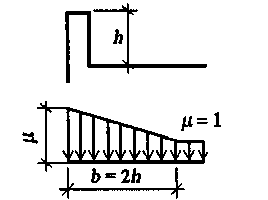 h
μ = 1
μ
b = 2h